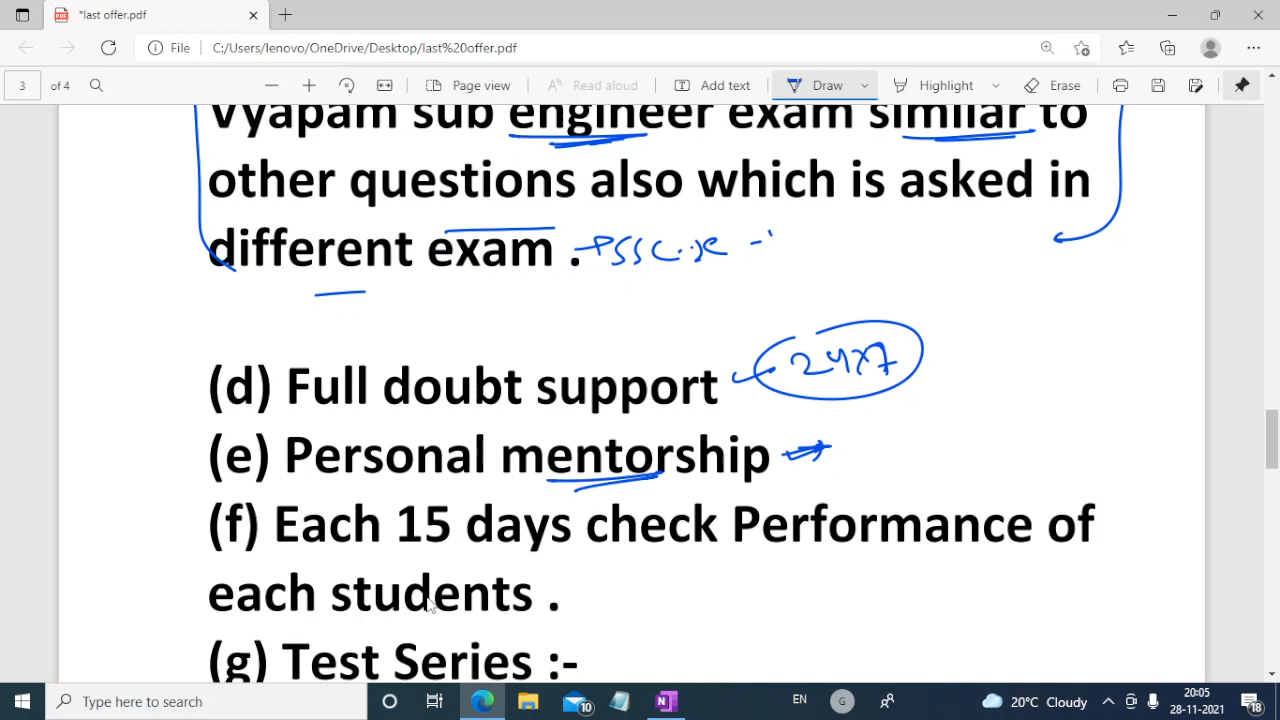 *last offer.pdf
File C:/Users/lenovo/OneDrive/Desktop/last%20offer.pdf
3 of 4 Page view Read aloud Add text Draw Highlight Erase
Vyapam sub engineer exam similar to
other questions also which is asked in
different exam .
(d) Full doubt support 24x7
(e) Personal mentorship
(f) Each 15 days check Performance of
each students .
(g) Test Series :-
Type here to search 10 N EN G 20°C Cloudy 20:05
28-11-2021 18